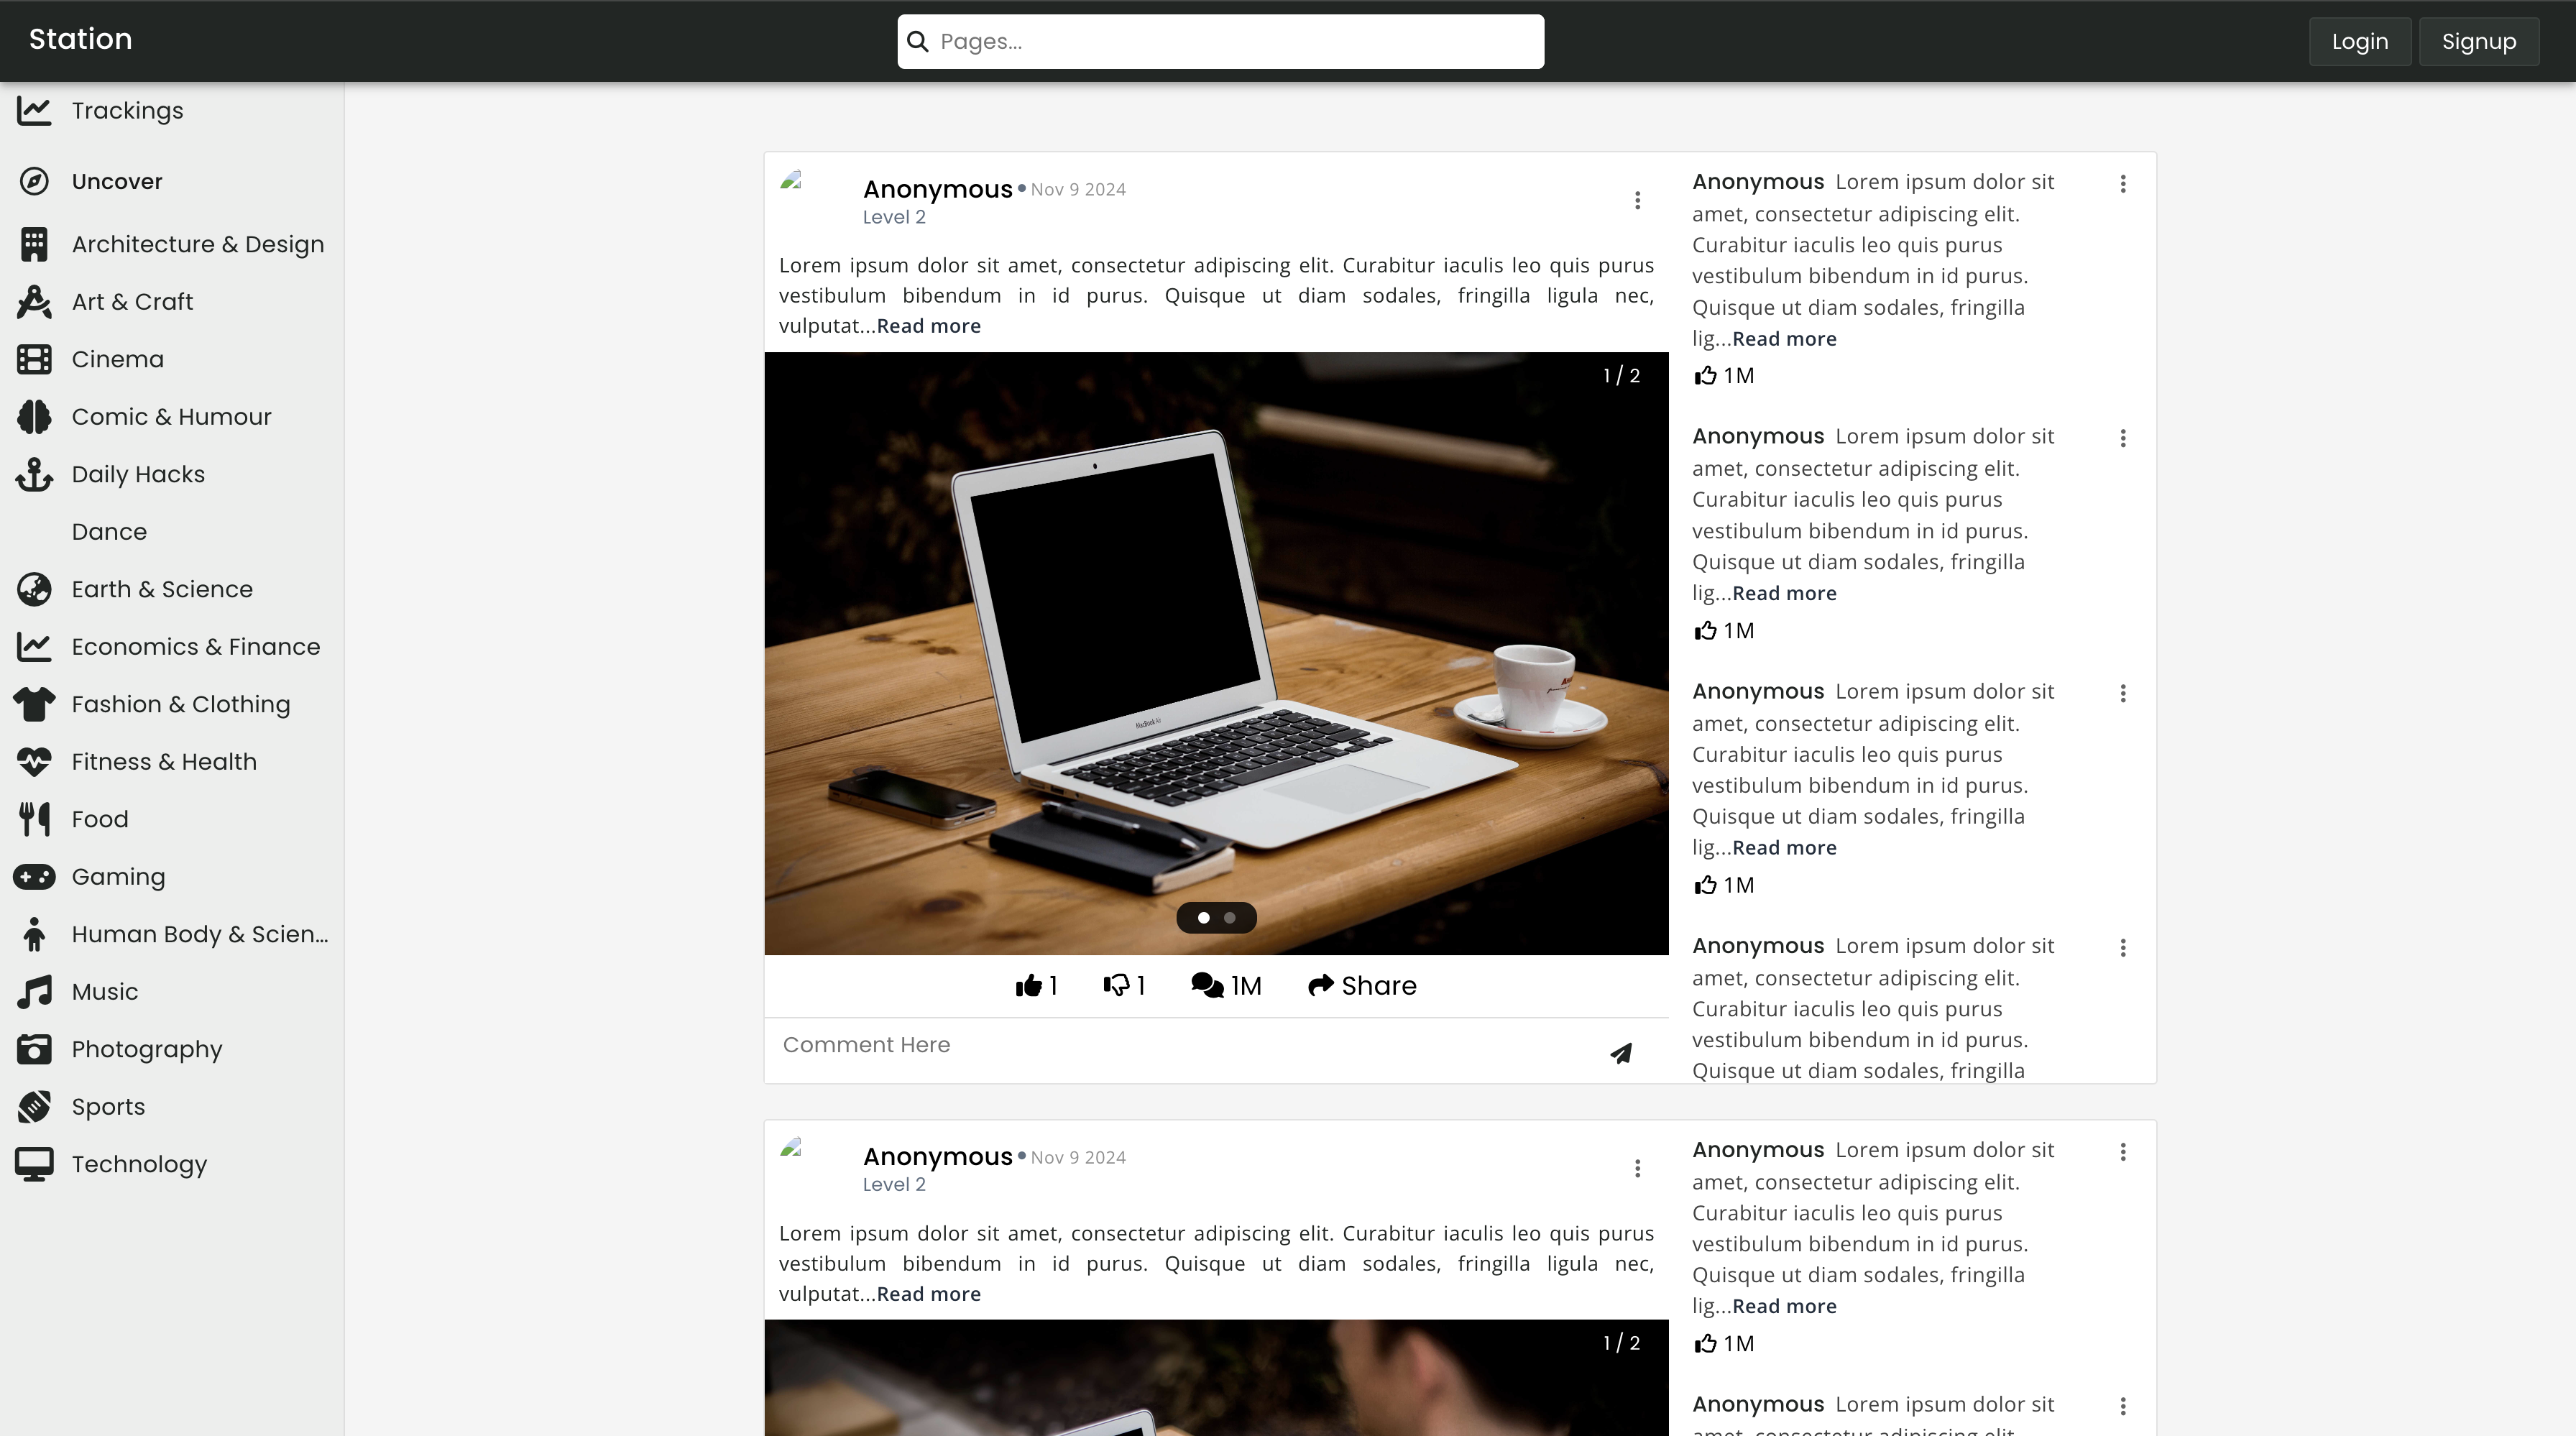 Station
Pages...
Login
Signup
Trackings
Uncover
Architecture & Design
Art & Craft
Cinema
Comic & Humour
Daily Hacks
Dance
Earth & Science
Economics & Finance
Fashion & Clothing
Fitness & Health
Food
Gaming
Human Body & Scien...
Music
Photography
Sports
Technology
Anonymous • Nov 9 2024
Level 2
Lorem ipsum dolor sit amet, consectetur adipiscing elit. Curabitur iaculis leo quis purus
vestibulum bibendum in id purus. Quisque ut diam sodales, fringilla ligula nec,
vulputat...Read more
1 / 2
MacBook Air
1
1
1M
Share
Comment Here
Anonymous Lorem ipsum dolor sit
amet, consectetur adipiscing elit.
Curabitur iaculis leo quis purus
vestibulum bibendum in id purus.
Quisque ut diam sodales, fringilla
lig...Read more
1M
Anonymous Lorem ipsum dolor sit
amet, consectetur adipiscing elit.
Curabitur iaculis leo quis purus
vestibulum bibendum in id purus.
Quisque ut diam sodales, fringilla
lig...Read more
1M
Anonymous Lorem ipsum dolor sit
amet, consectetur adipiscing elit.
Curabitur iaculis leo quis purus
vestibulum bibendum in id purus.
Quisque ut diam sodales, fringilla
lig...Read more
1M
Anonymous Lorem ipsum dolor sit
amet, consectetur adipiscing elit.
Curabitur iaculis leo quis purus
vestibulum bibendum in id purus.
Quisque ut diam sodales, fringilla
Anonymous • Nov 9 2024
Level 2
Lorem ipsum dolor sit amet, consectetur adipiscing elit. Curabitur iaculis leo quis purus
vestibulum bibendum in id purus. Quisque ut diam sodales, fringilla ligula nec,
vulputat...Read more
1 / 2
Anonymous Lorem ipsum dolor sit
amet, consectetur adipiscing elit.
Curabitur iaculis leo quis purus
vestibulum bibendum in id purus.
Quisque ut diam sodales, fringilla
lig...Read more
1M
Anonymous Lorem ipsum dolor sit
amet, consectetur adipiscing elit.